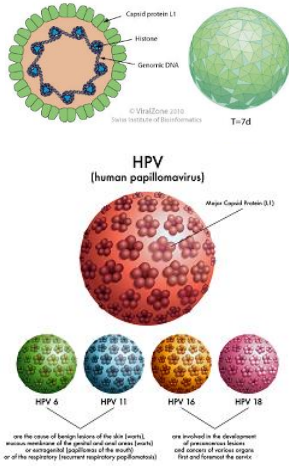 Capsid protein L1
Histone
Genomic DNA
© ViralZone 2010
Swiss Institute of Bioinformatics
T=7d
HPV
(human papillomavirus)
Major Capsid Protein (L1)
HPV 6
HPV 11
HPV 16
HPV 18
are the cause of benign lesions of the skin (warts),
mucous membrane of the genital and anal areas (warts)
or extragenital (papillomas of the mouth)
or of the respiratory (recurrent respiratory papillomatosis)
are involved in the development
of precancerous lesions
and cancers of various organs
first and foremost the cervix